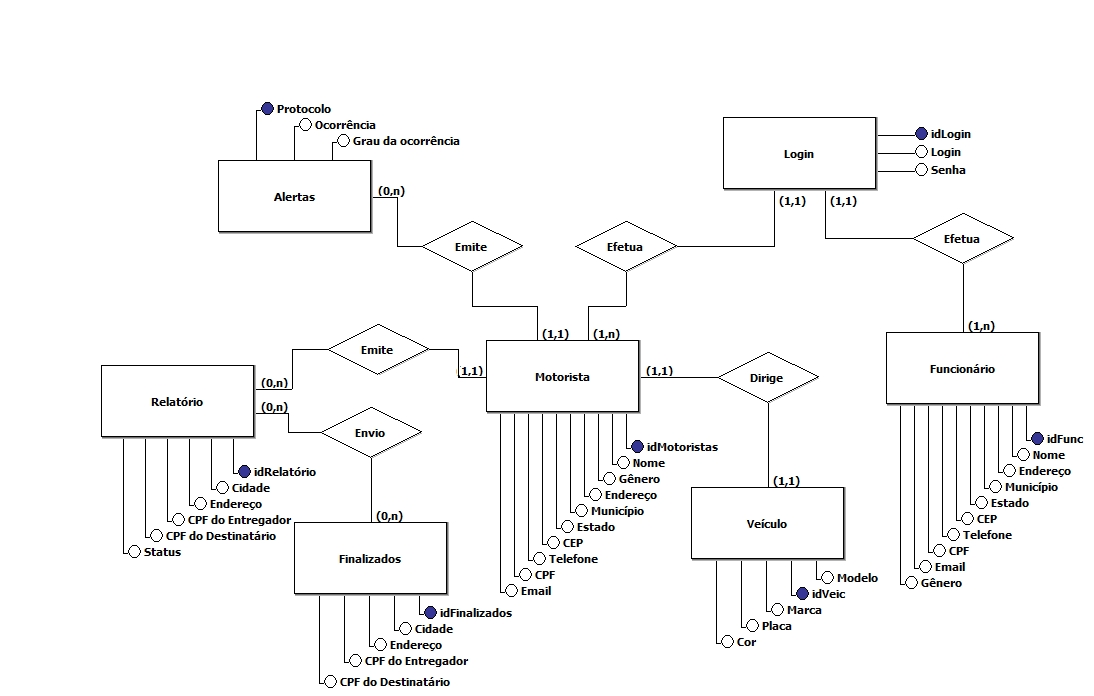 Protocolo
Ocorrência
Grau da ocorrência
Alertas
(0,n)
Login
idLogin
Login
Senha
(1,1)
(1,1)
Emite
Efetua
Efetua
(1,1)
(1,n)
(1,n)
Emite
Relatório
(0,n)
(0,n)
(1,1)
Motorista
(1,1)
Dirige
Funcionário
Envio
idRelatório
Cidade
Endereço
CPF do Entregador
CPF do Destinatário
Status
(0,n)
Finalizados
idFinalizados
Cidade
Endereço
CPF do Entregador
CPF do Destinatário
idMotoristas
Nome
Gênero
Endereço
Município
Estado
CEP
Telefone
CPF
Email
(1,1)
Veículo
Modelo
idVeic
Marca
Placa
Cor
idFunc
Nome
Endereço
Município
Estado
CEP
Telefone
CPF
Email
Gênero